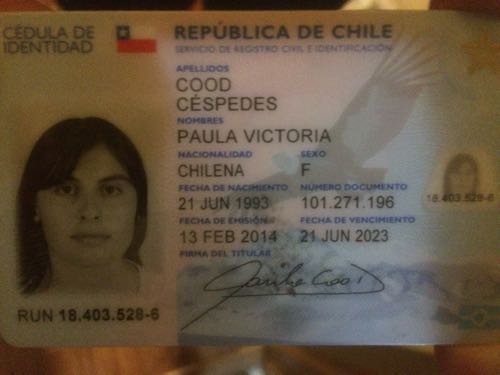 CÉDULA DE
IDENTIDAD
REPÚBLICA DE CHILE
SERVICIO DE REGISTRO CIVIL E IDENTIFICACIÓN
APELLIDOS
COOD
CÉSPEDES
NOMBRES
PAULA VICTORIA
NACIONALIDAD SEXO
CHILENA F
FECHA DE NACIMIENTO NÚMERO DOCUMENTO
21 JUN 1993 101.271.196
FECHA DE EMISIÓN FECHA DE VENCIMIENTO
13 FEB 2014 21 JUN 2023
FIRMA DEL TITULAR
Cood
RUN 18.403.528-6
18.403.528-6